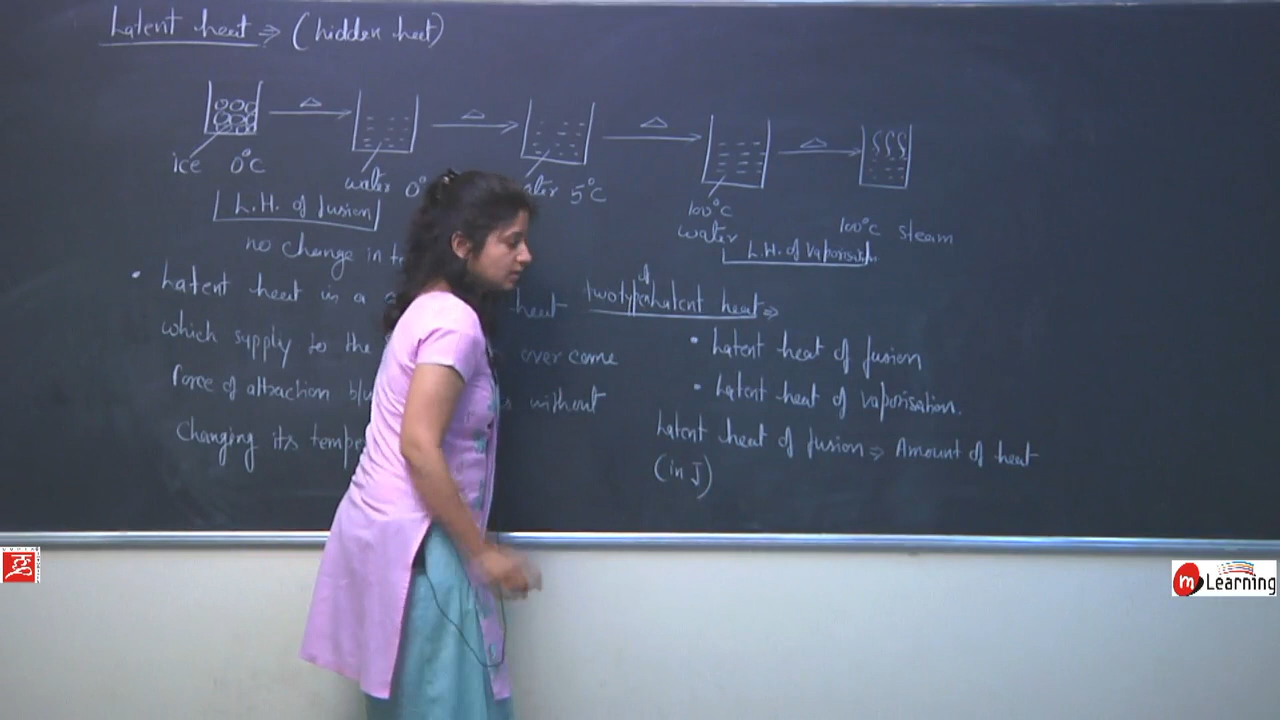 Latent heat ⇒ (hidden heat)
△ △ △ △
ice 0°C
water 0°
ater 5°C
100°C
water
100°C steam
L.H. of fusion
L.H. of vaporisation
no change in te
• Latent heat is a heat
which supply to the over come
Force of attraction b/w s without
changing its tempe
two types of Latent heat ⇒
• Latent heat of fusion
• Latent heat of vaporisation.
Latent heat of fusion ⇒ Amount of heat
(in J)
m Learning